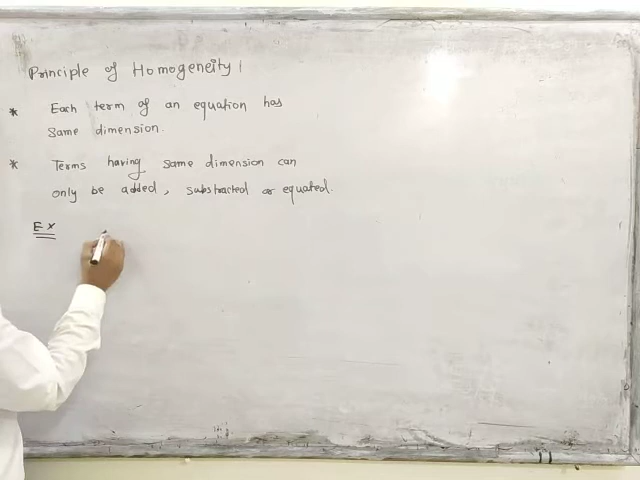 Principle of Homogeneity !
* Each term of an equation has
same dimension.
* Terms having same dimension can
only be added, substracted or equated.
EX